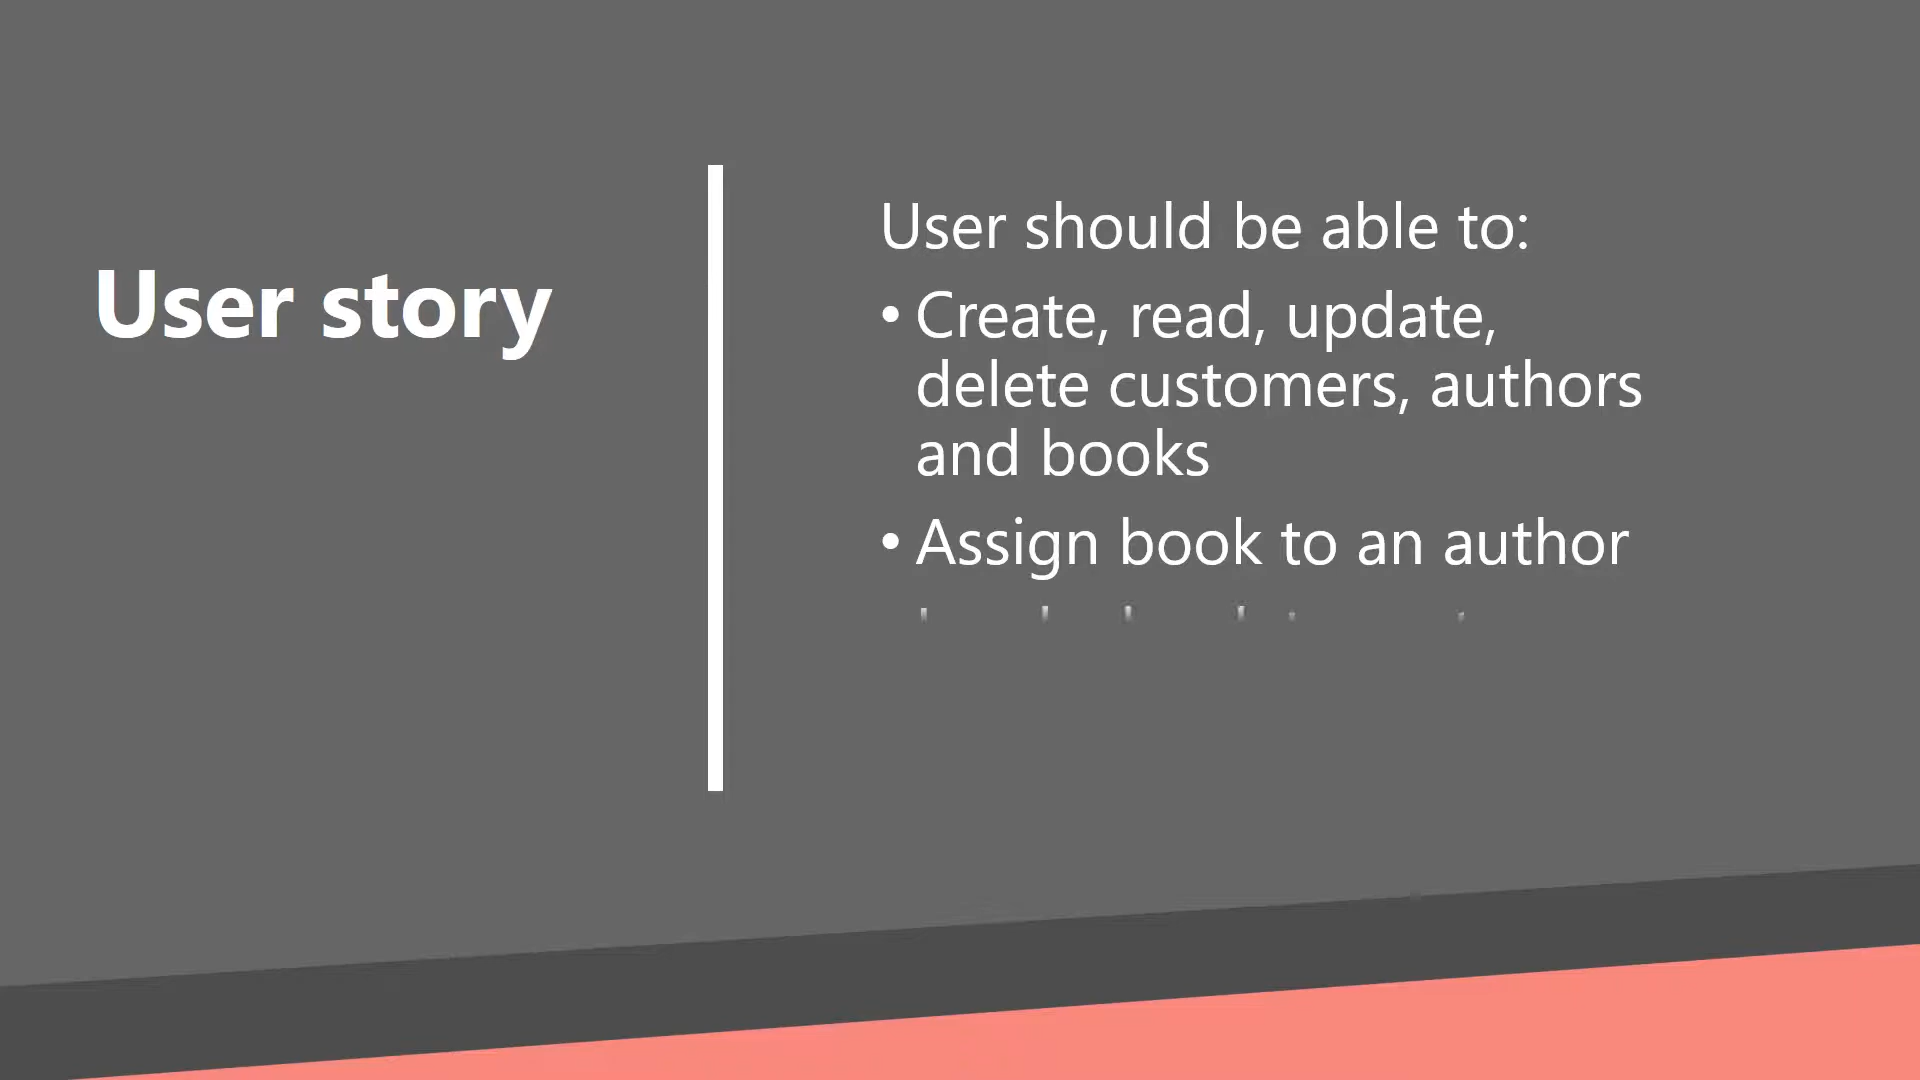 User story
User should be able to:
• Create, read, update,
delete customers, authors
and books
• Assign book to an author